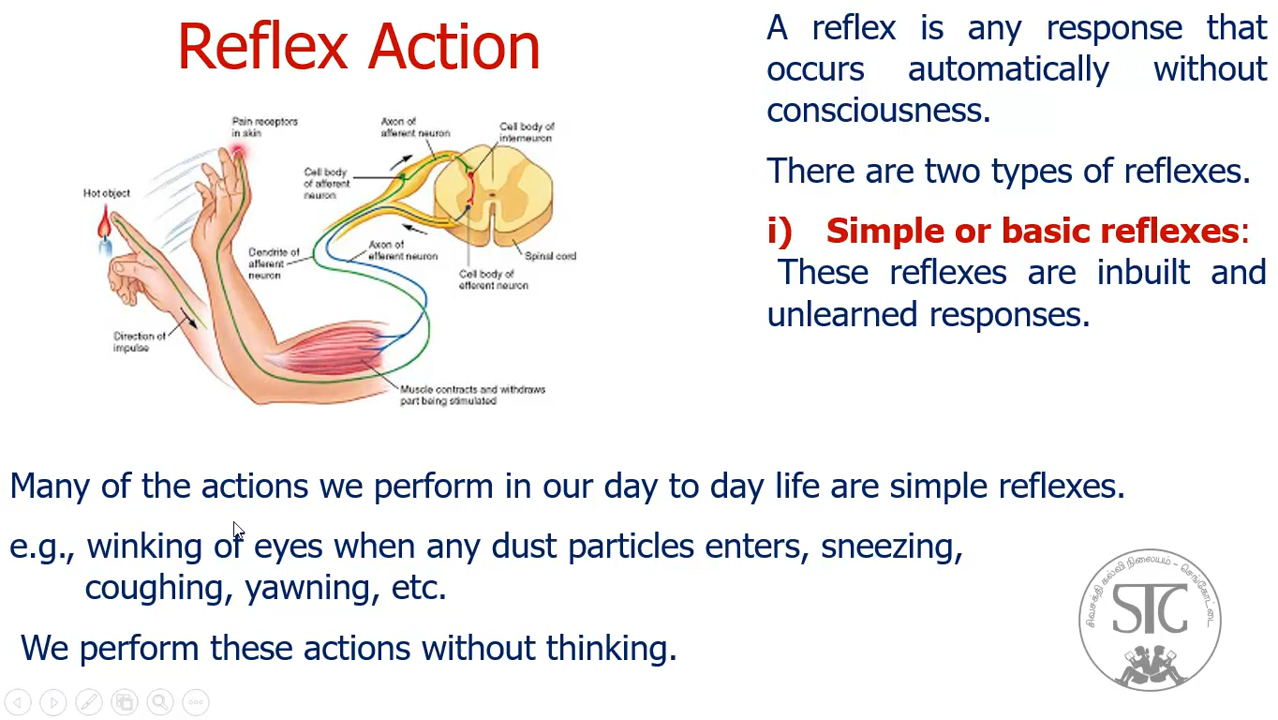 Reflex Action
Pain receptors
in skin
Axon of
afferent neuron
Cell body of
interneuron
Cell body
of afferent
neuron
Hot object
Dendrite of
afferent
neuron
Axon of
efferent neuron
Spinal cord
Cell body of
efferent neuron
Direction of
impulse
Muscle contracts and withdraws
part being stimulated
A reflex is any response that
occurs automatically without
consciousness.
There are two types of reflexes.
i) Simple or basic reflexes:
These reflexes are inbuilt and
unlearned responses.
Many of the actions we perform in our day to day life are simple reflexes.
e.g., winking of eyes when any dust particles enters, sneezing,
coughing, yawning, etc.
We perform these actions without thinking.
சிவசக்தி கல்வி நிலையம் - செங்கோட்டை
STC